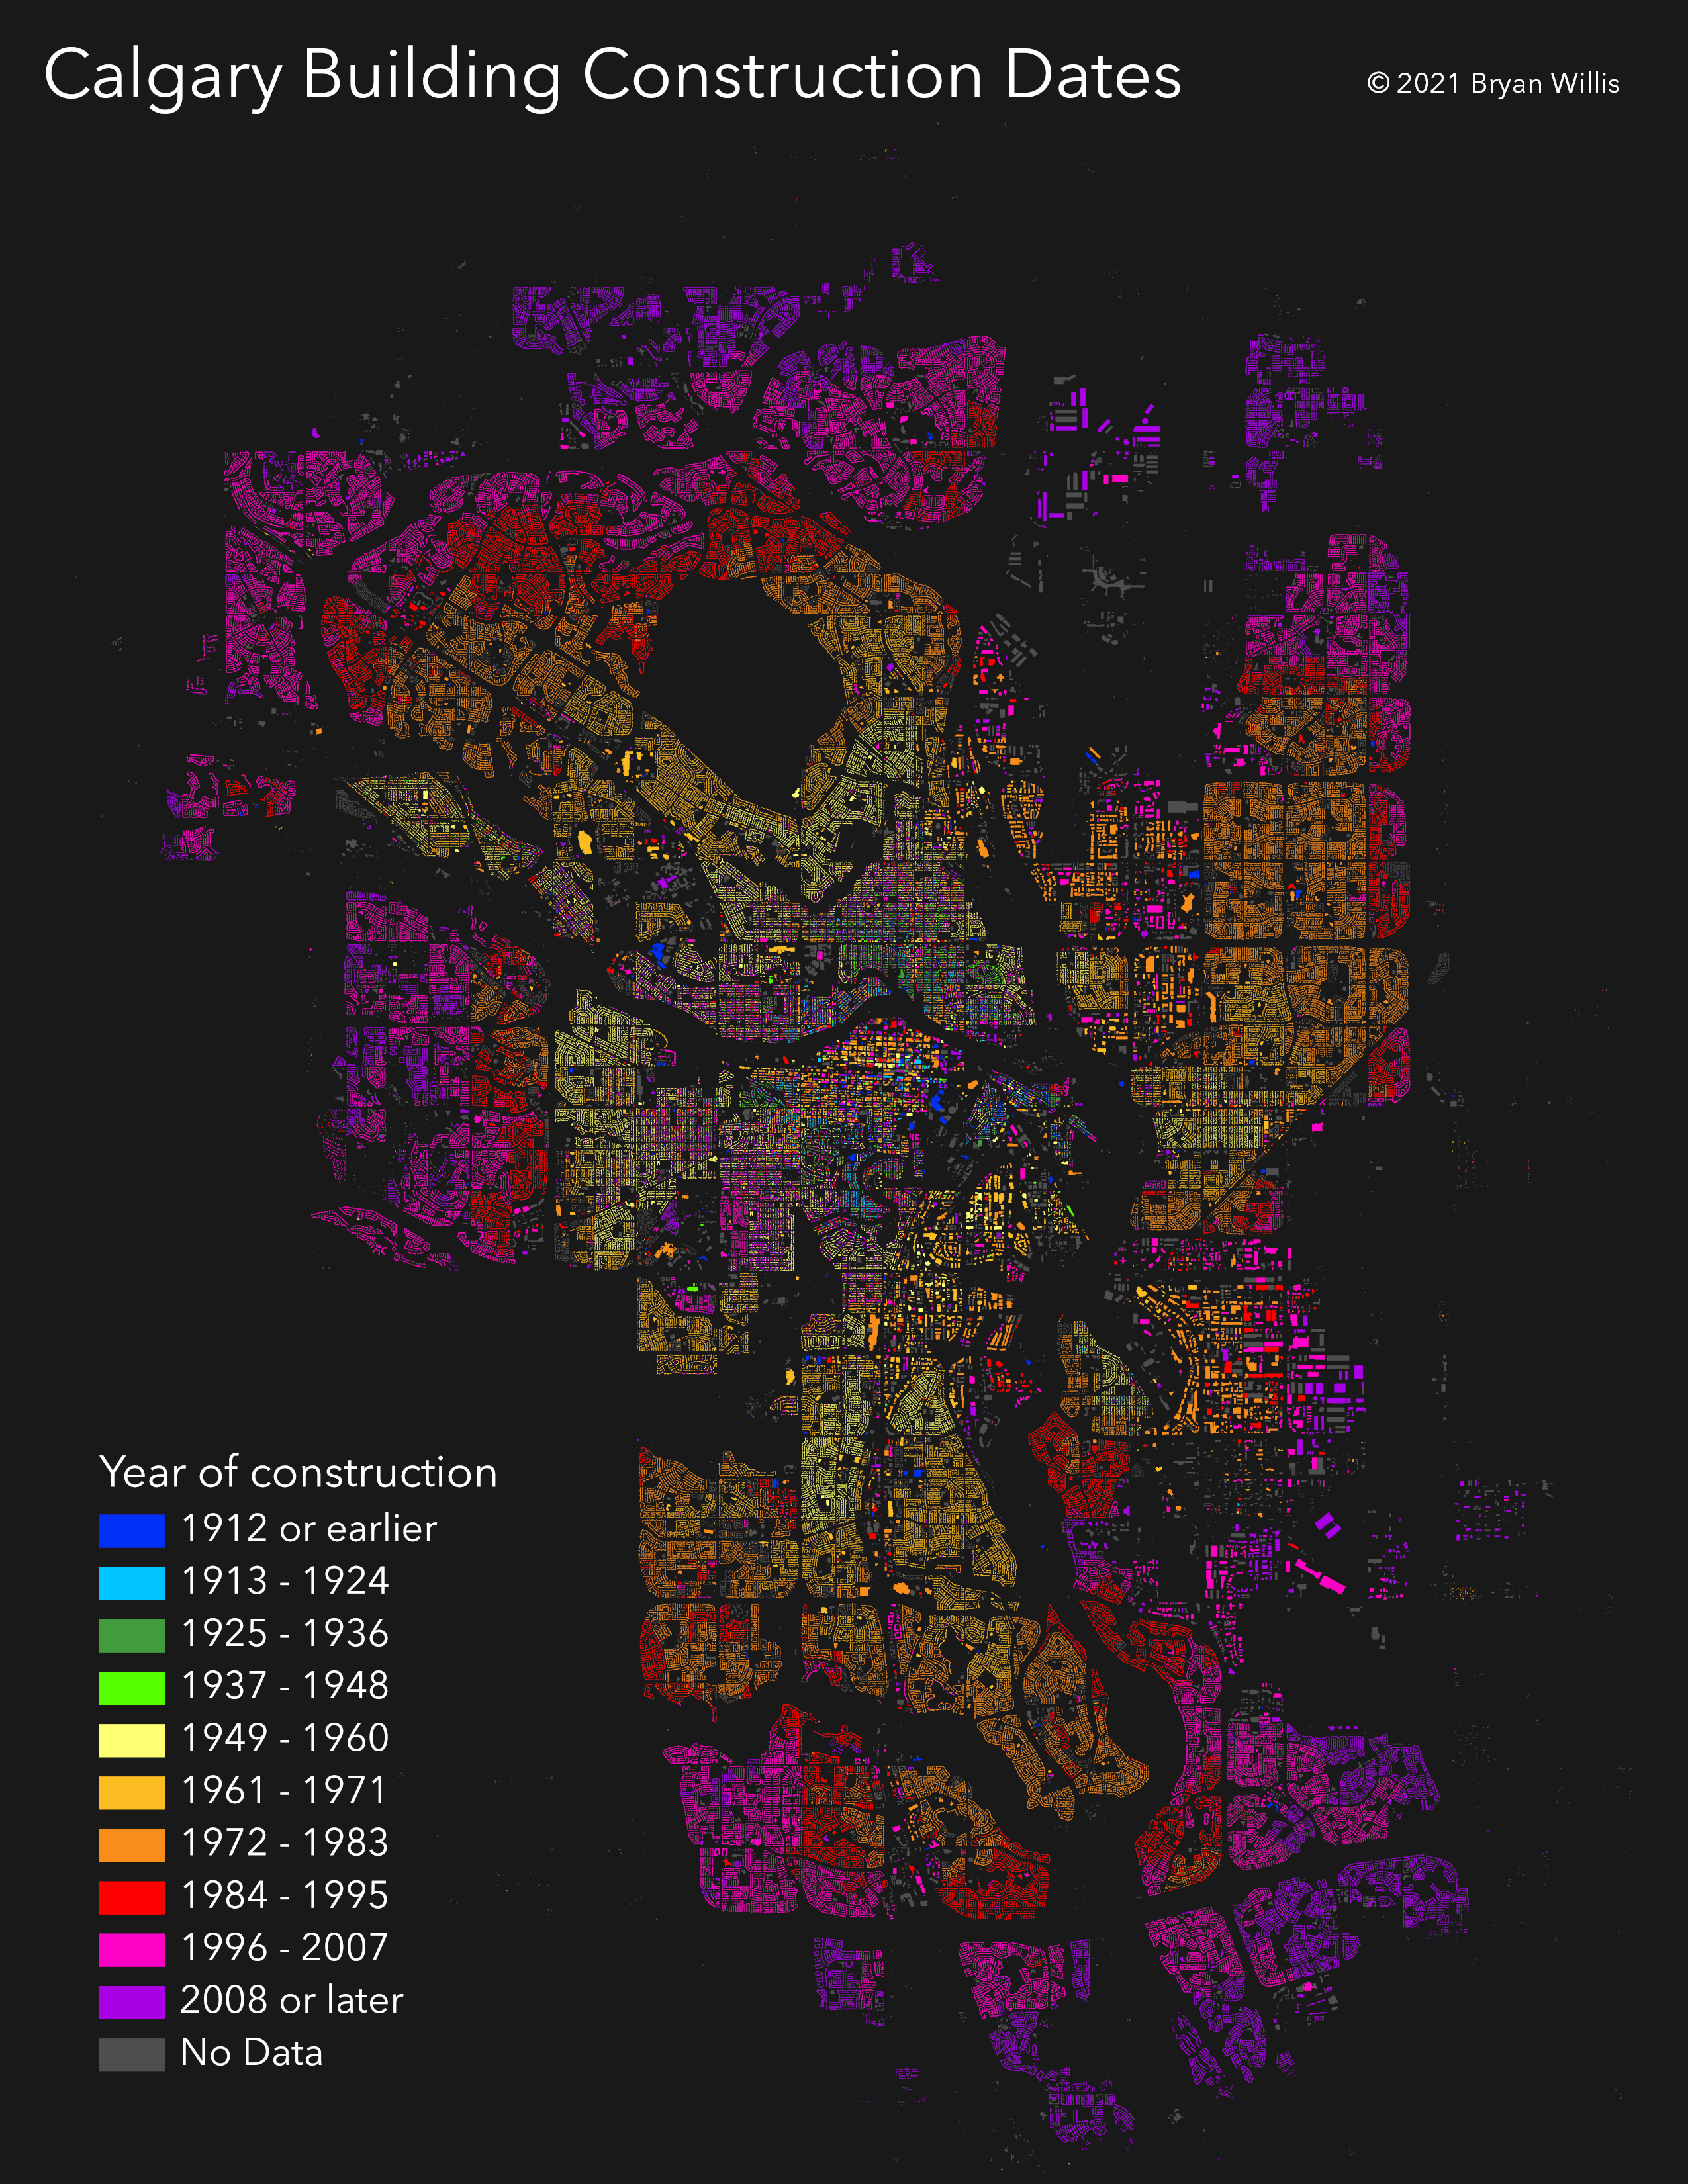 Calgary Building Construction Dates
© 2021 Bryan Willis
Year of construction
1912 or earlier
1913 - 1924
1925 - 1936
1937 - 1948
1949 - 1960
1961 - 1971
1972 - 1983
1984 - 1995
1996 - 2007
2008 or later
No Data